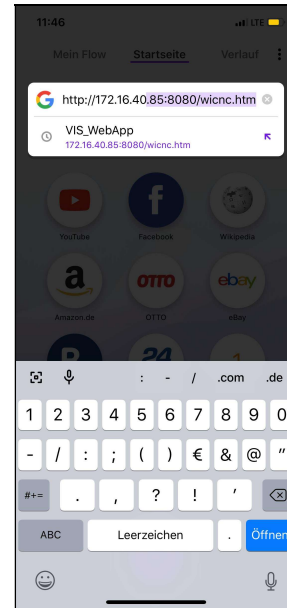 11:46
LTE
Mein Flow Startseite Verlauf
http://172.16.40.85:8080/wicnc.htm
VIS_WebApp
172.16.40.85:8080/wicnc.htm
YouTube Facebook Wikipedia
a OTTO ebay
Amazon.de OTTO eBay
24
: - / .com .de
1 2 3 4 5 6 7 8 9 0
- / : ; ( ) € & @ "
#+= . , ? ! '
ABC Leerzeichen . Öffnen